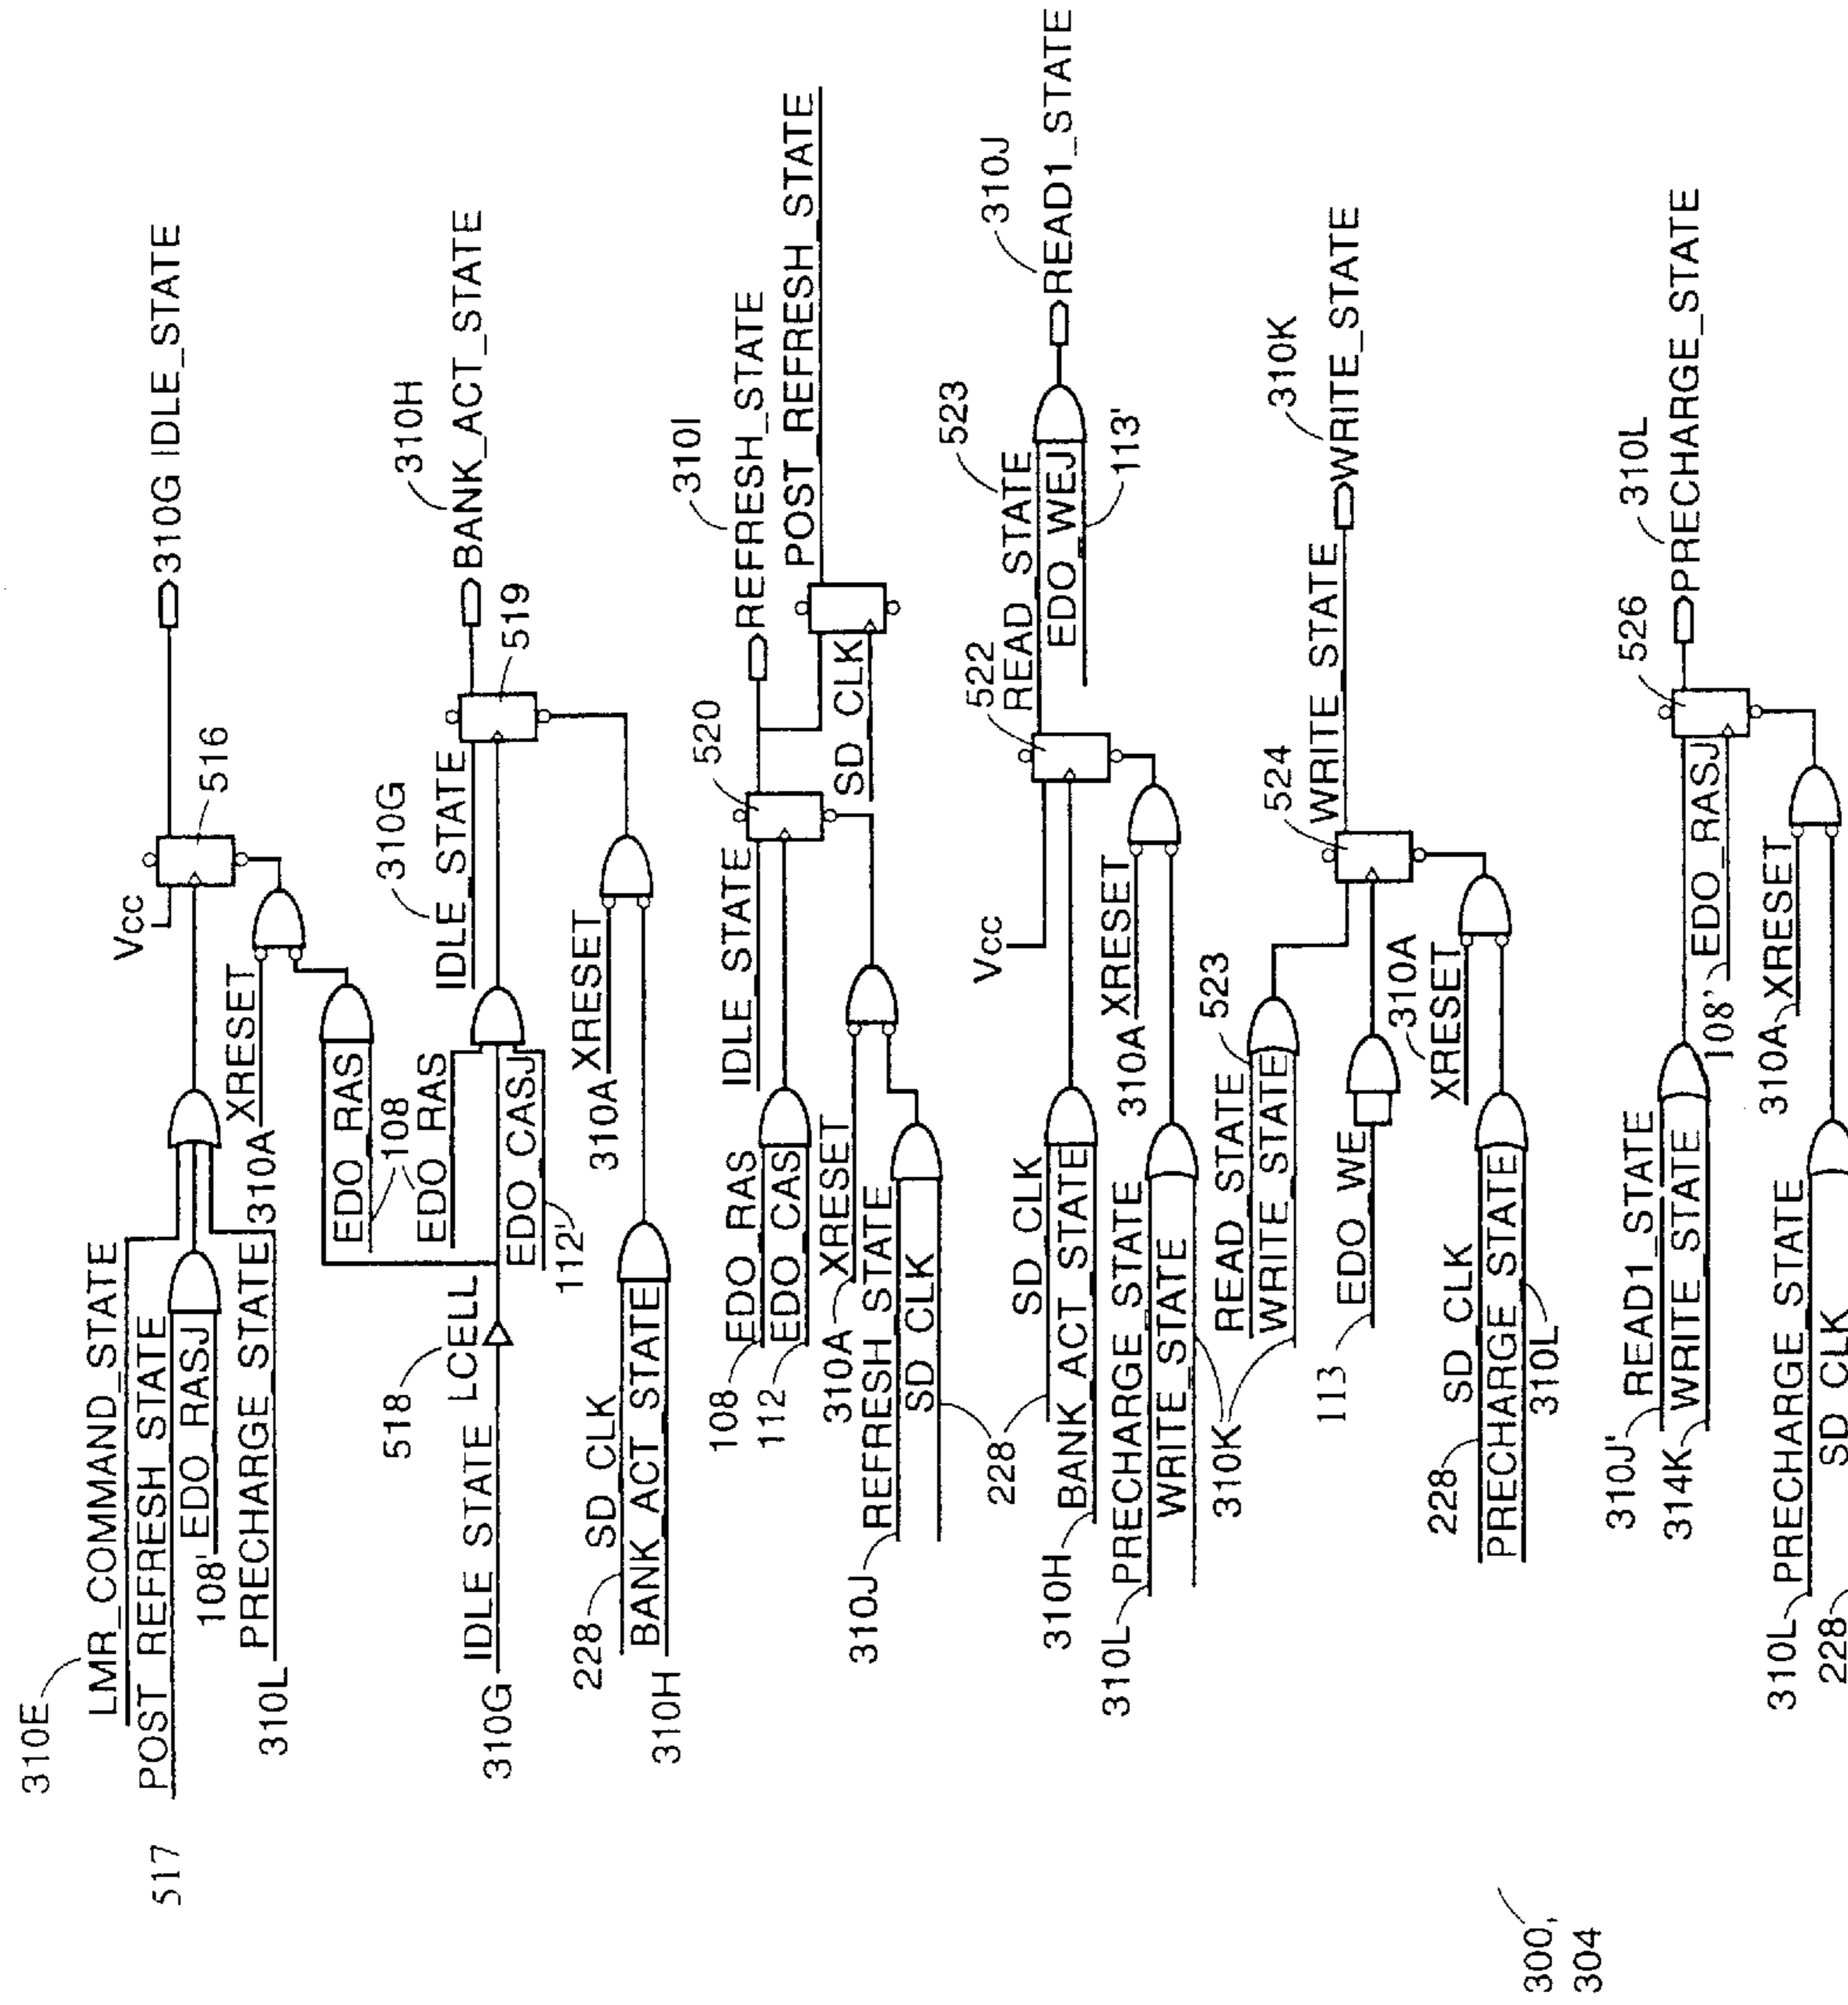 310E
LMR_COMMAND_STATE
517 POST_REFRESH_STATE
108' EDO_RASJ
310L PRECHARGE_STATE
Vcc
516
310G IDLE_STATE
310A XRESET
EDO_RAS
108
EDO_RAS
518 LCELL
310G IDLE_STATE
EDO_CASJ
112'
310G
IDLE_STATE
519
310H
BANK_ACT_STATE
228 SD_CLK
310H BANK_ACT_STATE
310A XRESET
IDLE_STATE
108 EDO_RAS
112 EDO_CAS
520
310I
REFRESH_STATE
POST_REFRESH_STATE
SD_CLK
310A XRESET
310J REFRESH_STATE
SD_CLK
228
SD_CLK
310H BANK_ACT_STATE
Vcc
522
READ_STATE
523
EDO_WEJ
113'
310J
READ1_STATE
310A XRESET
310L PRECHARGE_STATE
WRITE_STATE
310K
READ_STATE
523
WRITE_STATE
113 EDO_WE
524
WRITE_STATE
310K
WRITE_STATE
310A
XRESET
228 SD_CLK
PRECHARGE_STATE
310L
310J' READ1_STATE
314K WRITE_STATE
108' EDO_RASJ
526
310L
PRECHARGE_STATE
310A XRESET
310L PRECHARGE_STATE
228 SD_CLK
300,
304